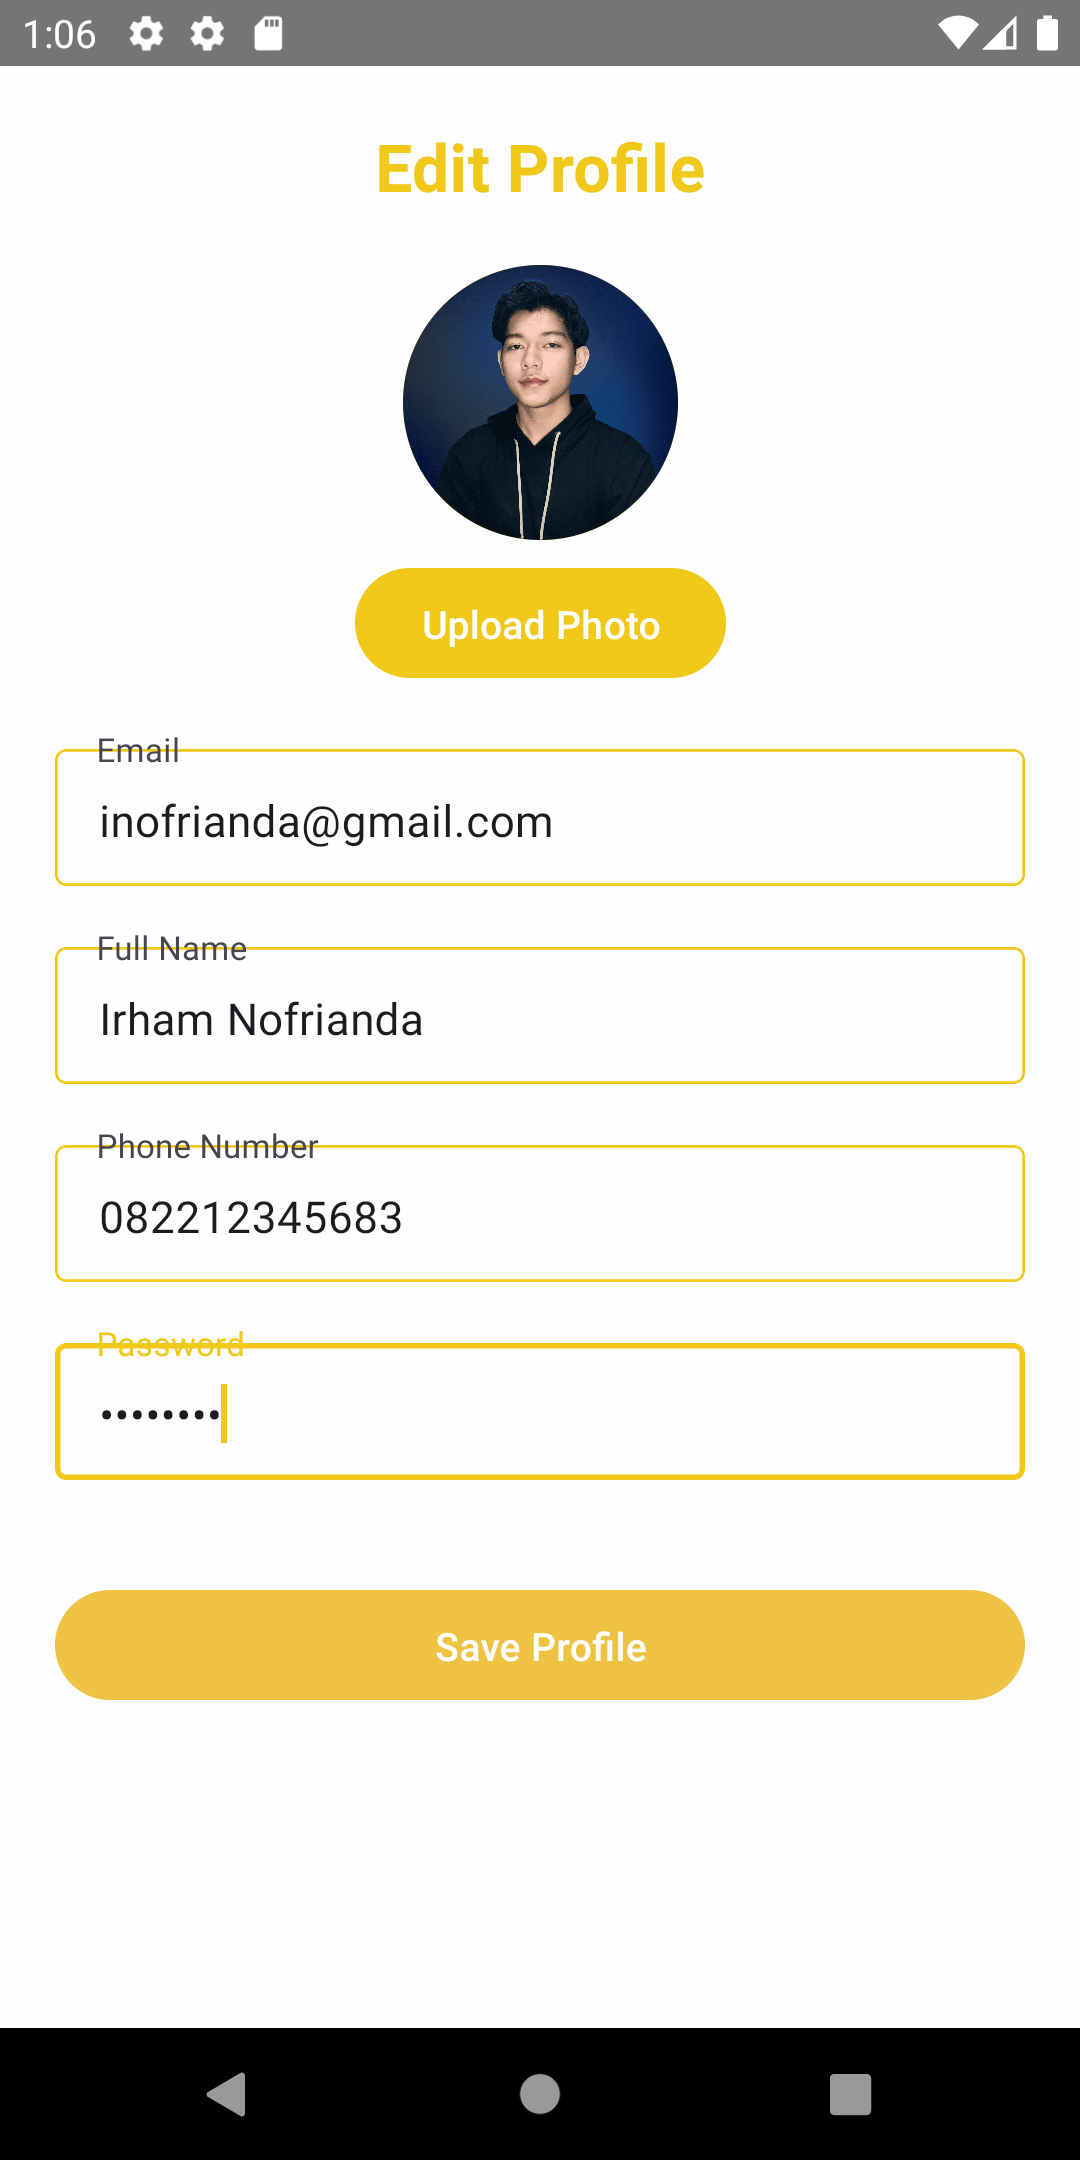 1:06
Edit Profile
Upload Photo
Email
inofrianda@gmail.com
Full Name
Irham Nofrianda
Phone Number
082212345683
Password
••••••••
Save Profile